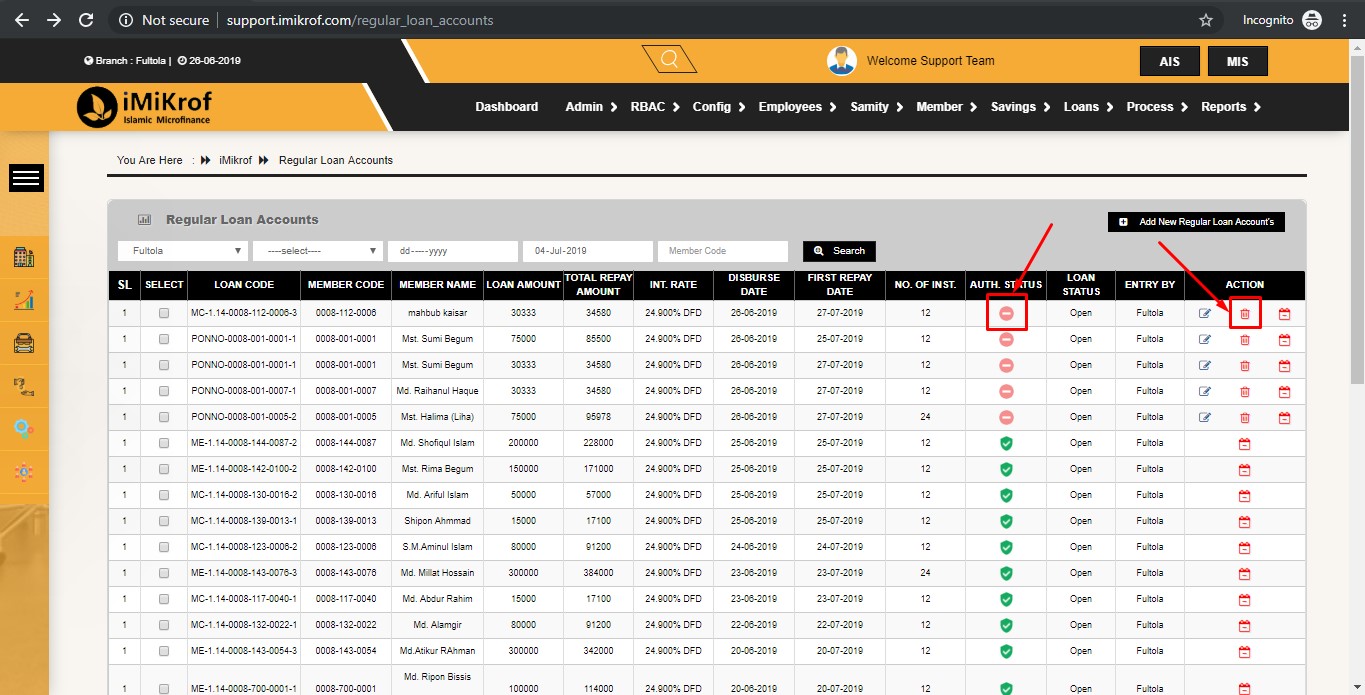 Not secure | support.imikrof.com/regular_loan_accounts Incognito
Branch : Fultola | 26-06-2019 Welcome Support Team AIS MIS
iMiKrof
Islamic Microfinance
Dashboard Admin RBAC Config Employees Samity Member Savings Loans Process Reports
You Are Here : iMikrof Regular Loan Accounts
Regular Loan Accounts Add New Regular Loan Account's
Fultola ----select---- dd-----yyyy 04-Jul-2019 Member Code Search
SL SELECT LOAN CODE MEMBER CODE MEMBER NAME LOAN AMOUNT TOTAL REPAY AMOUNT INT. RATE DISBURSE DATE FIRST REPAY DATE NO. OF INST. AUTH. STATUS LOAN STATUS ENTRY BY ACTION
1 MC-1.14-0008-112-0006-3 0008-112-0006 mahbub kaisar 30333 34580 24.900% DFD 26-06-2019 27-07-2019 12 Open Fultola
1 PONNO-0008-001-0001-1 0008-001-0001 Mst. Sumi Begum 75000 85500 24.900% DFD 26-06-2019 25-07-2019 12 Open Fultola
1 PONNO-0008-001-0001-1 0008-001-0001 Mst. Sumi Begum 30333 34580 24.900% DFD 26-06-2019 27-07-2019 12 Open Fultola
1 PONNO-0008-001-0007-1 0008-001-0007 Md. Raihanul Haque 30333 34580 24.900% DFD 26-06-2019 27-07-2019 12 Open Fultola
1 PONNO-0008-001-0005-2 0008-001-0005 Mst. Halima (Liha) 75000 95978 24.900% DFD 26-06-2019 27-07-2019 24 Open Fultola
1 ME-1.14-0008-144-0087-2 0008-144-0087 Md. Shofiqul Islam 200000 228000 24.900% DFD 25-06-2019 25-07-2019 12 Open Fultola
1 ME-1.14-0008-142-0100-2 0008-142-0100 Mst. Rima Begum 150000 171000 24.900% DFD 25-06-2019 25-07-2019 12 Open Fultola
1 MC-1.14-0008-130-0016-2 0008-130-0016 Md. Ariful Islam 50000 57000 24.900% DFD 25-06-2019 25-07-2019 12 Open Fultola
1 MC-1.14-0008-139-0013-1 0008-139-0013 Shipon Ahmmad 15000 17100 24.900% DFD 25-06-2019 25-07-2019 12 Open Fultola
1 MC-1.14-0008-123-0006-2 0008-123-0006 S.M.Aminul Islam 80000 91200 24.900% DFD 24-06-2019 24-07-2019 12 Open Fultola
1 ME-1.14-0008-143-0076-3 0008-143-0076 Md. Millat Hossain 300000 384000 24.900% DFD 23-06-2019 23-07-2019 24 Open Fultola
1 MC-1.14-0008-117-0040-1 0008-117-0040 Md. Abdur Rahim 15000 17100 24.900% DFD 23-06-2019 23-07-2019 12 Open Fultola
1 MC-1.14-0008-132-0022-1 0008-132-0022 Md. Alamgir 80000 91200 24.900% DFD 22-06-2019 22-07-2019 12 Open Fultola
1 ME-1.14-0008-143-0054-3 0008-143-0054 Md.Atikur RAhman 300000 342000 24.900% DFD 20-06-2019 20-07-2019 12 Open Fultola
1 ME-1.14-0008-700-0001-1 0008-700-0001 Md. Ripon Bissis 100000 114000 24.900% DFD 20-06-2019 20-07-2019 12 Open Fultola